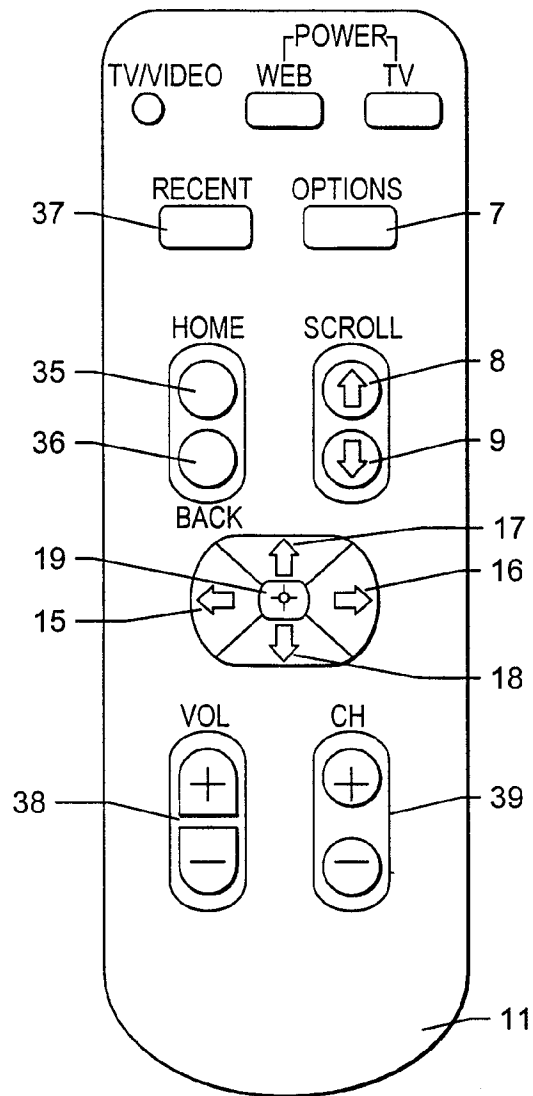 POWER
TV/VIDEO WEB TV
RECENT OPTIONS
37 7
HOME SCROLL
35 8
36 9
BACK
17
19 16
15
18
VOL CH
+ +
38 39
− −
11